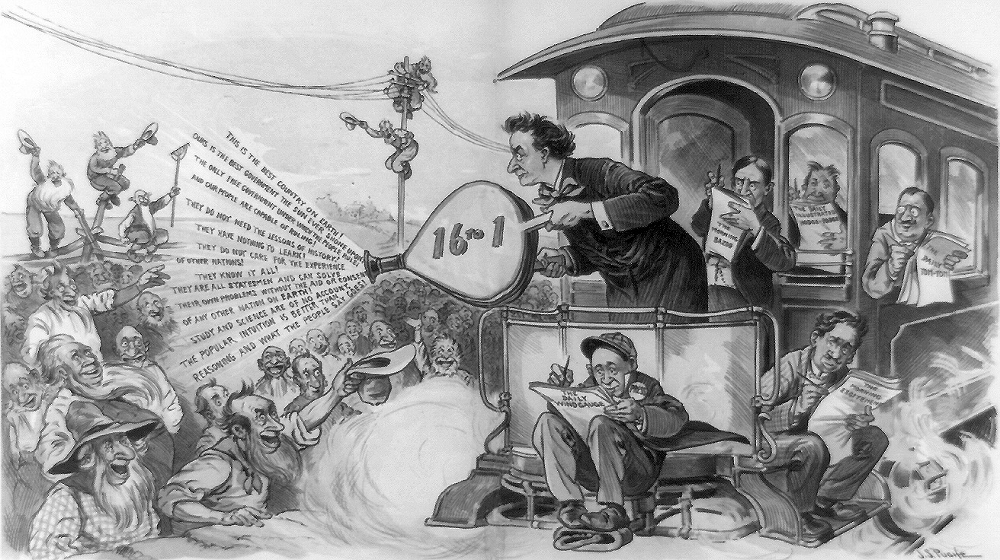 THIS IS THE BEST COUNTRY ON EARTH!
OURS IS THE BEST GOVERNMENT THE SUN EVER SHONE UPON
THE ONLY FREE GOVERNMENT UNDER WHICH THE PEOPLE RULE!
AND OUR PEOPLE ARE CAPABLE OF RULING!
THEY DO NOT NEED THE LESSONS OF HISTORY!
THEY HAVE NOTHING TO LEARN!
THEY DO NOT CARE FOR THE EXPERIENCE
OF OTHER NATIONS!
THEY KNOW IT ALL!
THEY ARE ALL STATESMEN AND CAN SOLVE
THEIR OWN PROBLEMS WITHOUT THE AID OR CONSENT
OF ANY OTHER NATION ON EARTH!
STUDY AND SCIENCE ARE OF NO ACCOUNT
THE POPULAR INTUITION IS BETTER THAN
REASONING AND WHAT THE PEOPLE SAY GOES!
16 TO 1
THE MORNING BAZOO
THE DAILY
ILLUSTRATED
THE DAILY
TOM-TOM
THE DAILY
WINDGAUGE
THE
MORNING
J.S. Pughe